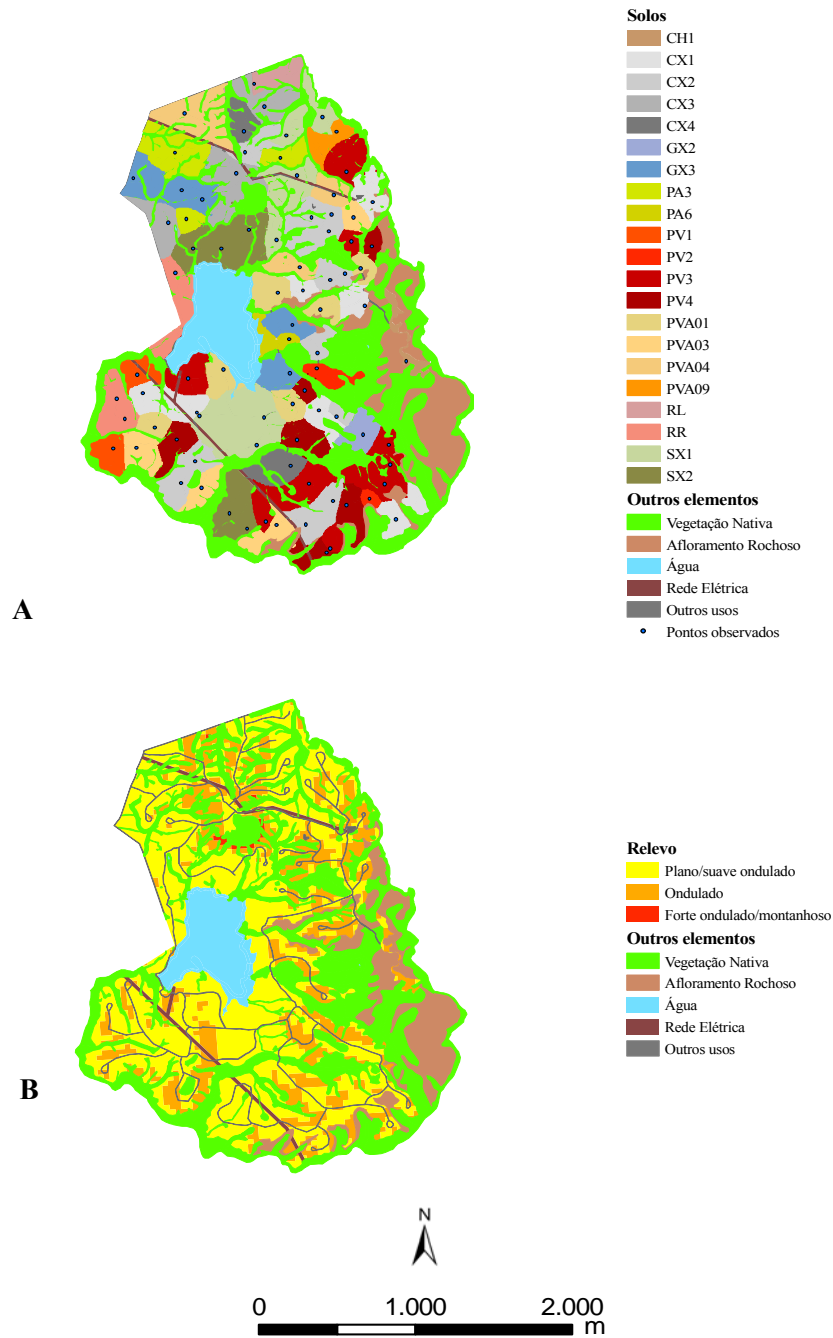 Solos
CH1
CX1
CX2
CX3
CX4
GX2
GX3
PA3
PA6
PV1
PV2
PV3
PV4
PVA01
PVA03
PVA04
PVA09
RL
RR
SX1
SX2
Outros elementos
Vegetação Nativa
Afloramento Rochoso
Água
Rede Elétrica
Outros usos
Pontos observados
A
Relevo
Plano/suave ondulado
Ondulado
Forte ondulado/montanhoso
Outros elementos
Vegetação Nativa
Afloramento Rochoso
Água
Rede Elétrica
Outros usos
B
N
0 1.000 2.000
m